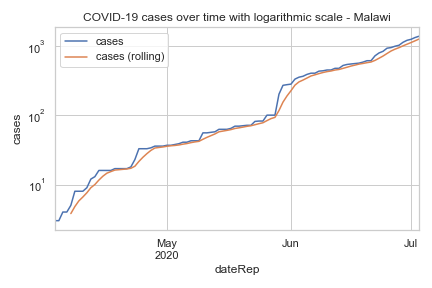 COVID-19 cases over time with logarithmic scale - Malawi
cases
cases (rolling)
10³
10²
10¹
cases
May
2020
Jun
Jul
dateRep